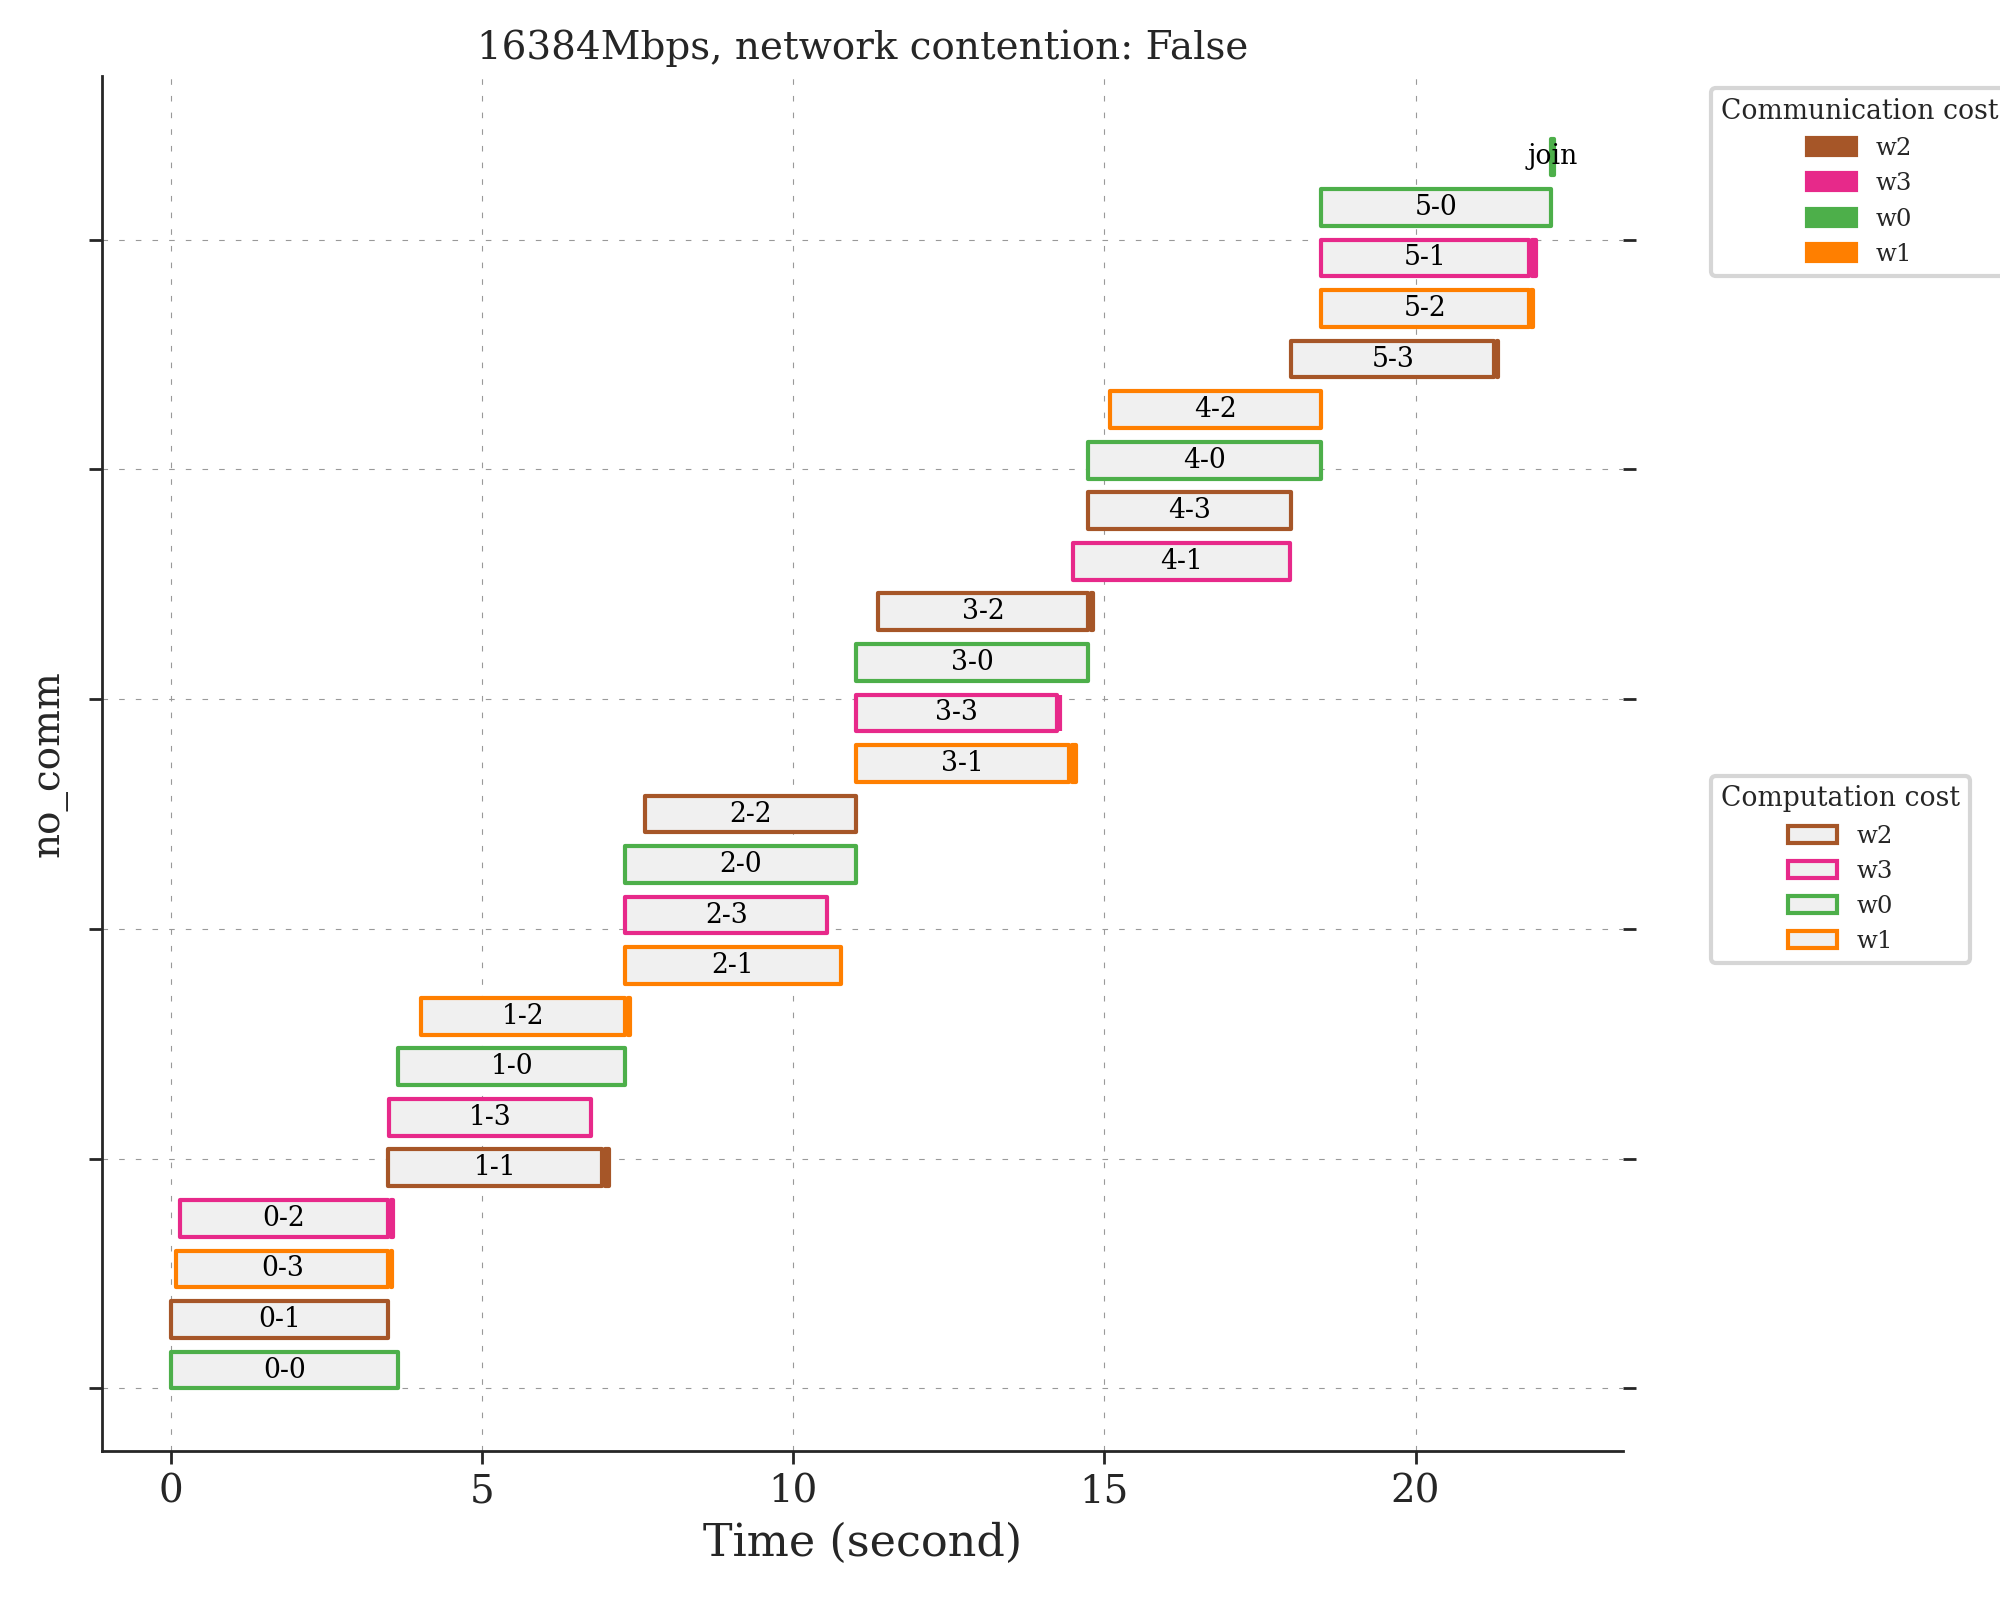 16384Mbps, network contention: False
Communication cost
w2
w3
w0
w1
join
5-0
5-1
5-2
5-3
4-2
4-0
4-3
4-1
3-2
3-0
3-3
3-1
2-2
2-0
2-3
2-1
1-2
1-0
1-3
1-1
0-2
0-3
0-1
0-0
no_comm
Computation cost
w2
w3
w0
w1
0 5 10 15 20
Time (second)